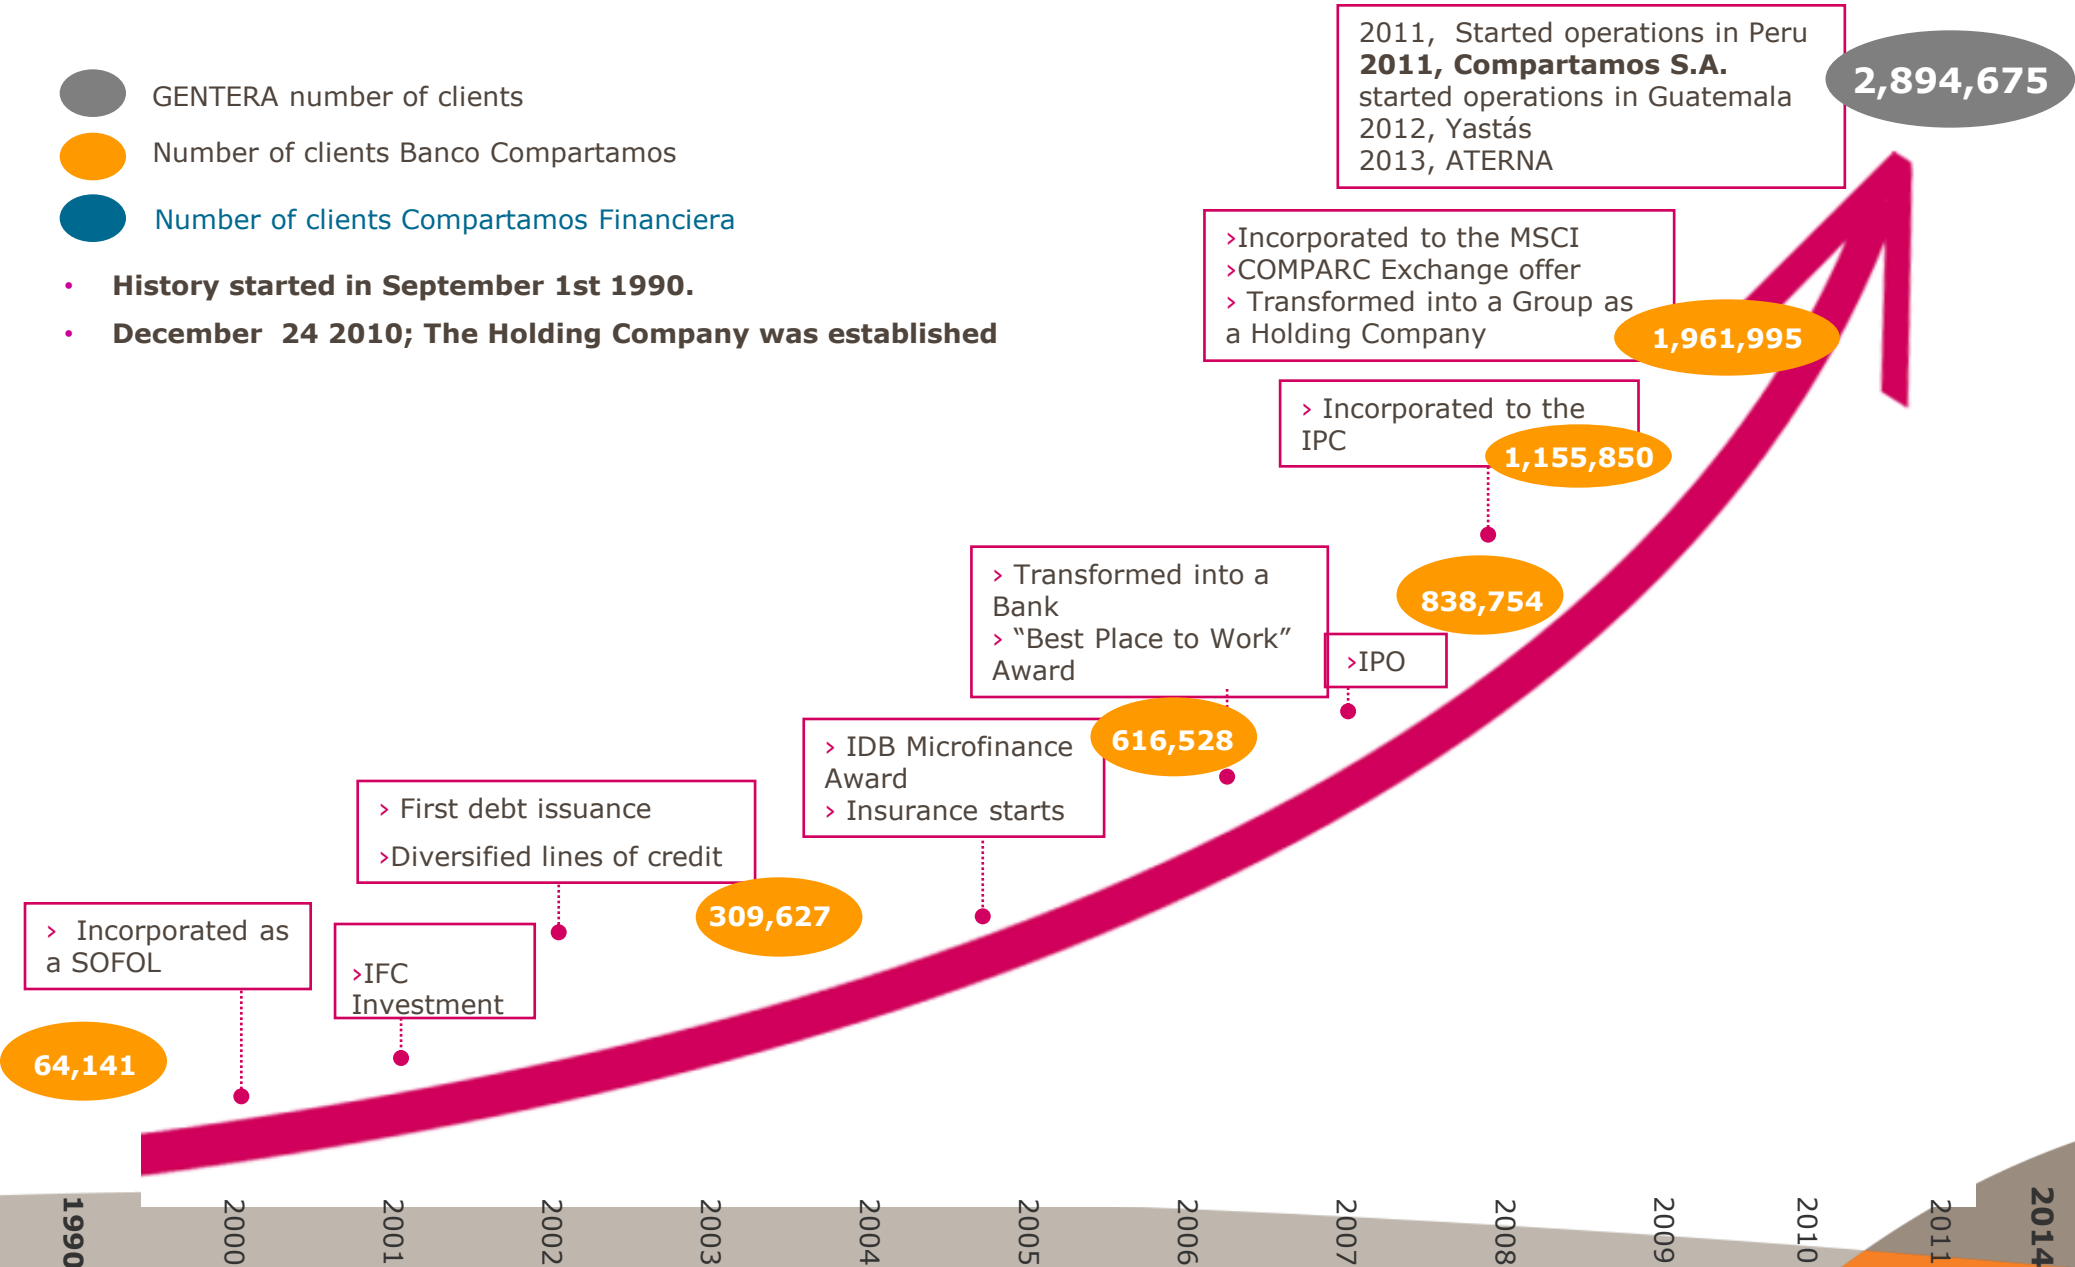 GENTERA number of clients
Number of clients Banco Compartamos
Number of clients Compartamos Financiera
• History started in September 1st 1990.
• December 24 2010; The Holding Company was established
2011, Started operations in Peru
2011, Compartamos S.A.
started operations in Guatemala
2012, Yastás
2013, ATERNA
2,894,675
›Incorporated to the MSCI
›COMPARC Exchange offer
› Transformed into a Group as
a Holding Company
1,961,995
› Incorporated to the
IPC
1,155,850
838,754
› Transformed into a
Bank
› “Best Place to Work”
Award
›IPO
616,528
› IDB Microfinance
Award
› Insurance starts
› First debt issuance
›Diversified lines of credit
309,627
› Incorporated as
a SOFOL
›IFC
Investment
64,141
1990
2000
2001
2002
2003
2004
2005
2006
2007
2008
2009
2010
2011
2014